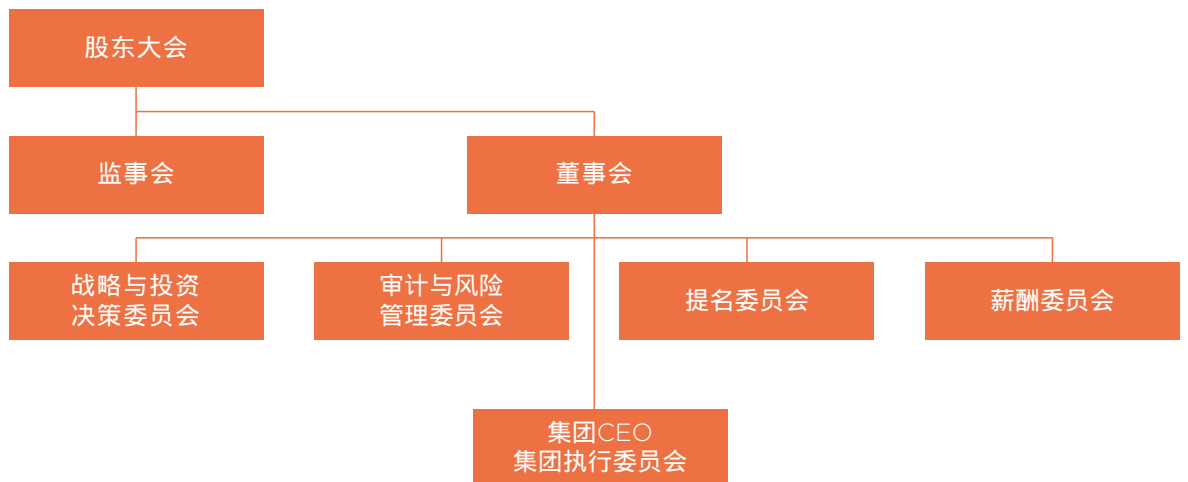 股东大会
监事会
董事会
战略与投资
决策委员会
审计与风险
管理委员会
提名委员会
薪酬委员会
集团CEO
集团执行委员会